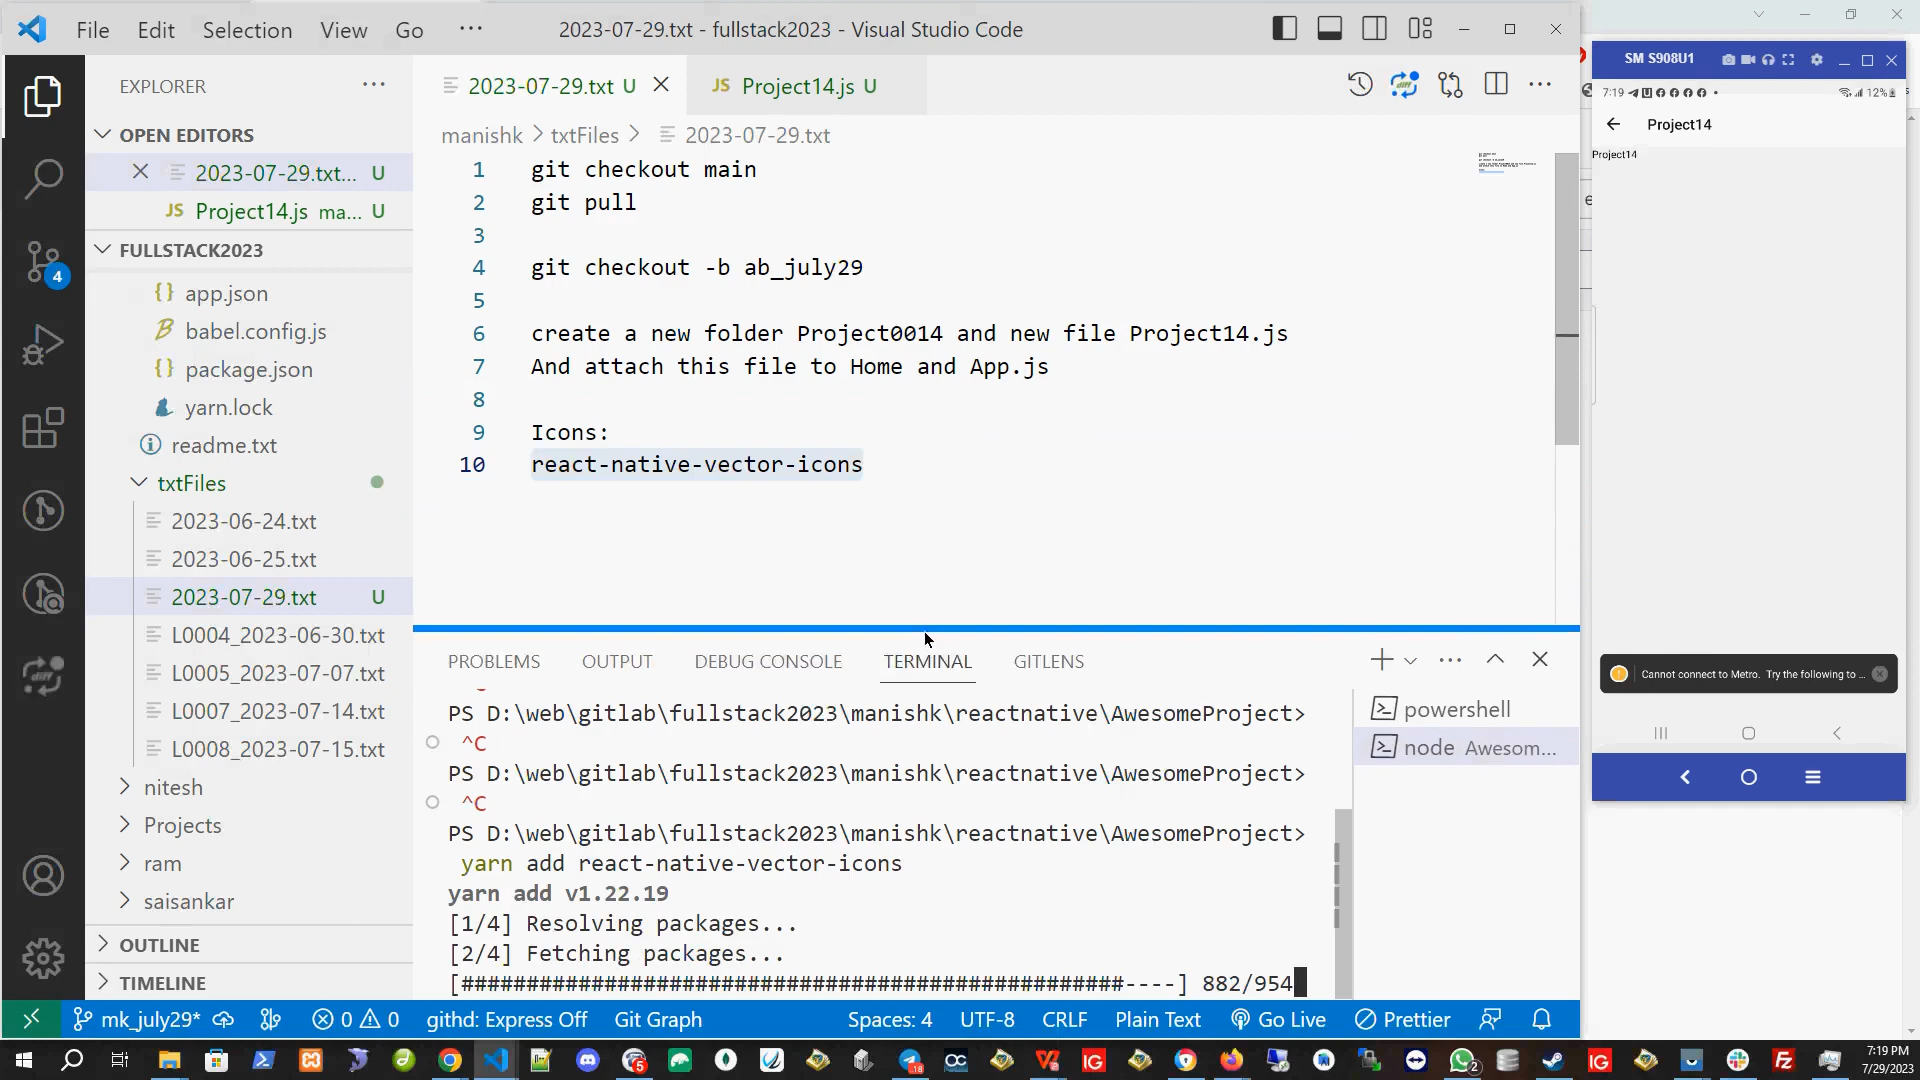 File Edit Selection View Go ···
2023-07-29.txt - fullstack2023 - Visual Studio Code
EXPLORER
OPEN EDITORS
2023-07-29.txt... U
JS Project14.js ma... U
FULLSTACK2023
{} app.json
babel.config.js
{} package.json
yarn.lock
readme.txt
txtFiles
2023-06-24.txt
2023-06-25.txt
2023-07-29.txt U
L0004_2023-06-30.txt
L0005_2023-07-07.txt
L0007_2023-07-14.txt
L0008_2023-07-15.txt
nitesh
Projects
ram
saisankar
OUTLINE
TIMELINE
4
2023-07-29.txt U
JS Project14.js U
manishk > txtFiles > 2023-07-29.txt
1 git checkout main
2 git pull
3
4 git checkout -b ab_july29
5
6 create a new folder Project0014 and new file Project14.js
7 And attach this file to Home and App.js
8
9 Icons:
10 react-native-vector-icons
PROBLEMS OUTPUT DEBUG CONSOLE TERMINAL GITLENS
PS D:\web\gitlab\fullstack2023\manishk\reactnative\AwesomeProject>
^C
PS D:\web\gitlab\fullstack2023\manishk\reactnative\AwesomeProject>
^C
PS D:\web\gitlab\fullstack2023\manishk\reactnative\AwesomeProject>
yarn add react-native-vector-icons
yarn add v1.22.19
[1/4] Resolving packages...
[2/4] Fetching packages...
[###################################################----] 882/954
powershell
node Awesom...
mk_july29* 0 0 githd: Express Off Git Graph Spaces: 4 UTF-8 CRLF Plain Text Go Live Prettier
SM S908U1
7:19 12%
Project14
Project14
Cannot connect to Metro. Try the following to ...
7:19 PM
7/29/2023